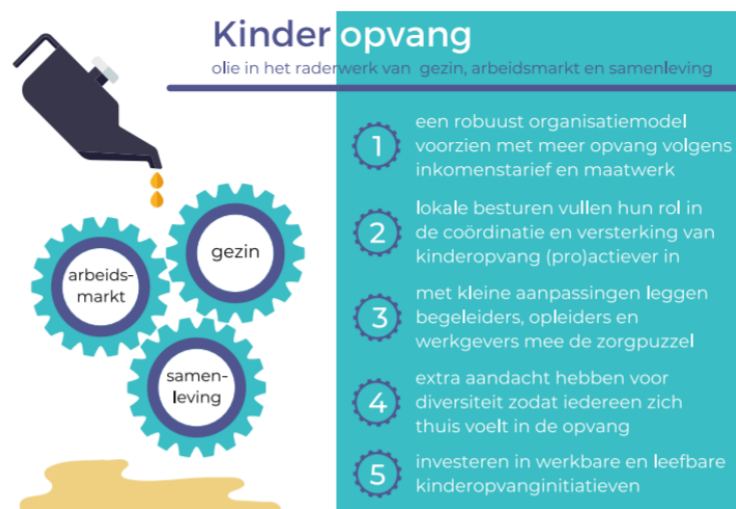 Kinderopvang
olie in het raderwerk van gezin, arbeidsmarkt en samenleving
gezin
arbeids-
markt
samen-
leving
1
een robuust organisatiemodel
voorzien met meer opvang volgens
inkomenstarief en maatwerk
2
lokale besturen vullen hun rol in
de coördinatie en versterking van
kinderopvang (pro)actiever in
3
met kleine aanpassingen leggen
begeleiders, opleiders en
werkgevers mee de zorgpuzzel
4
extra aandacht hebben voor
diversiteit zodat iedereen zich
thuis voelt in de opvang
5
investeren in werkbare en leefbare
kinderopvanginitiatieven